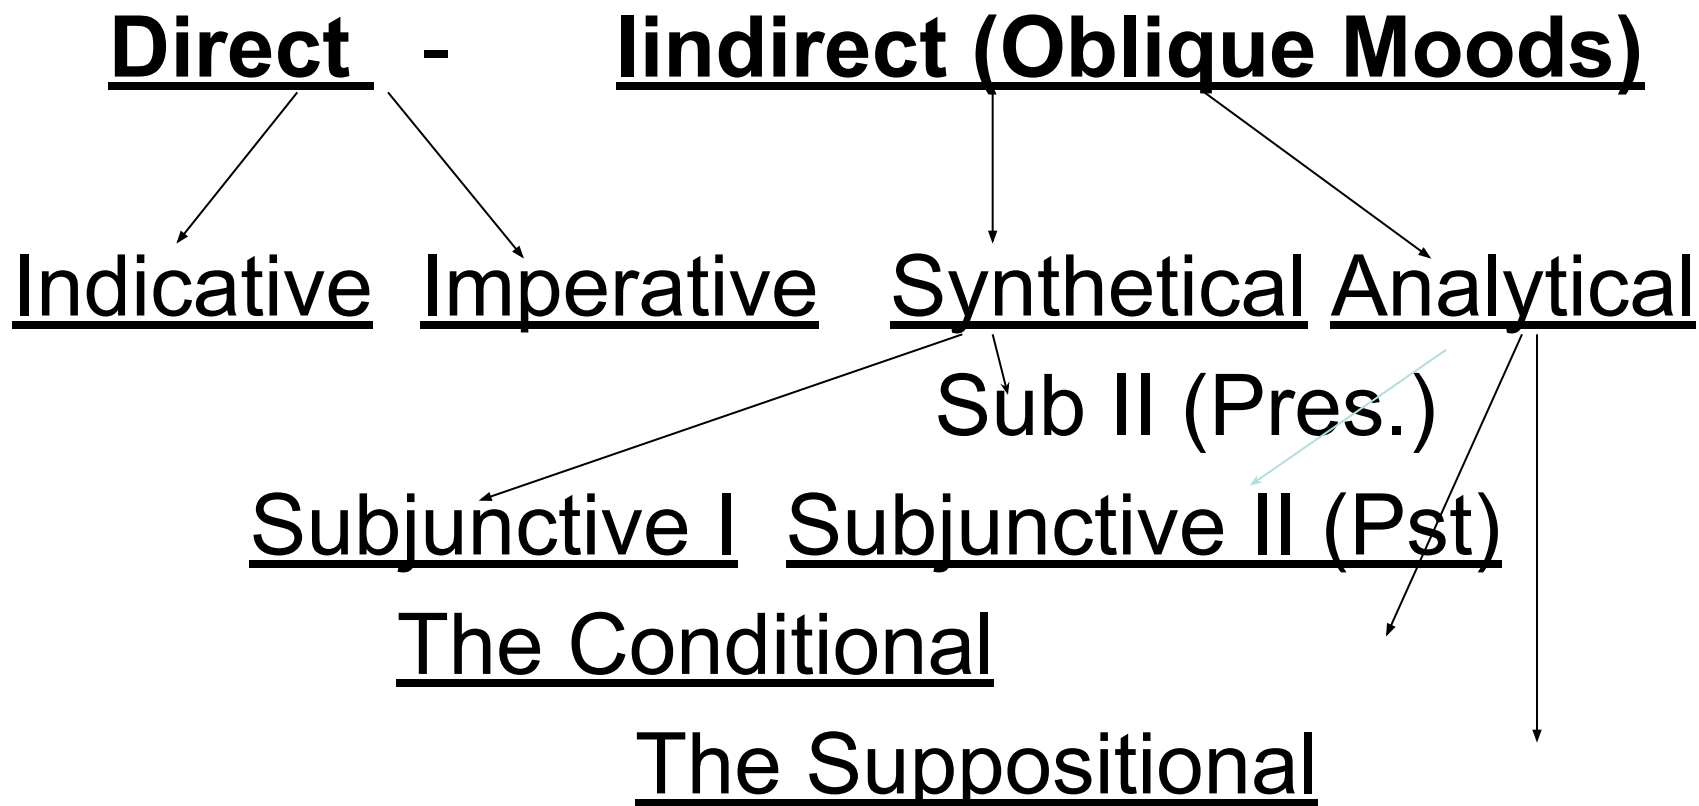 Direct - Iindirect (Oblique Moods)
Indicative Imperative Synthetical Analytical
Sub II (Pres.)
Subjunctive I Subjunctive II (Pst)
The Conditional
The Suppositional